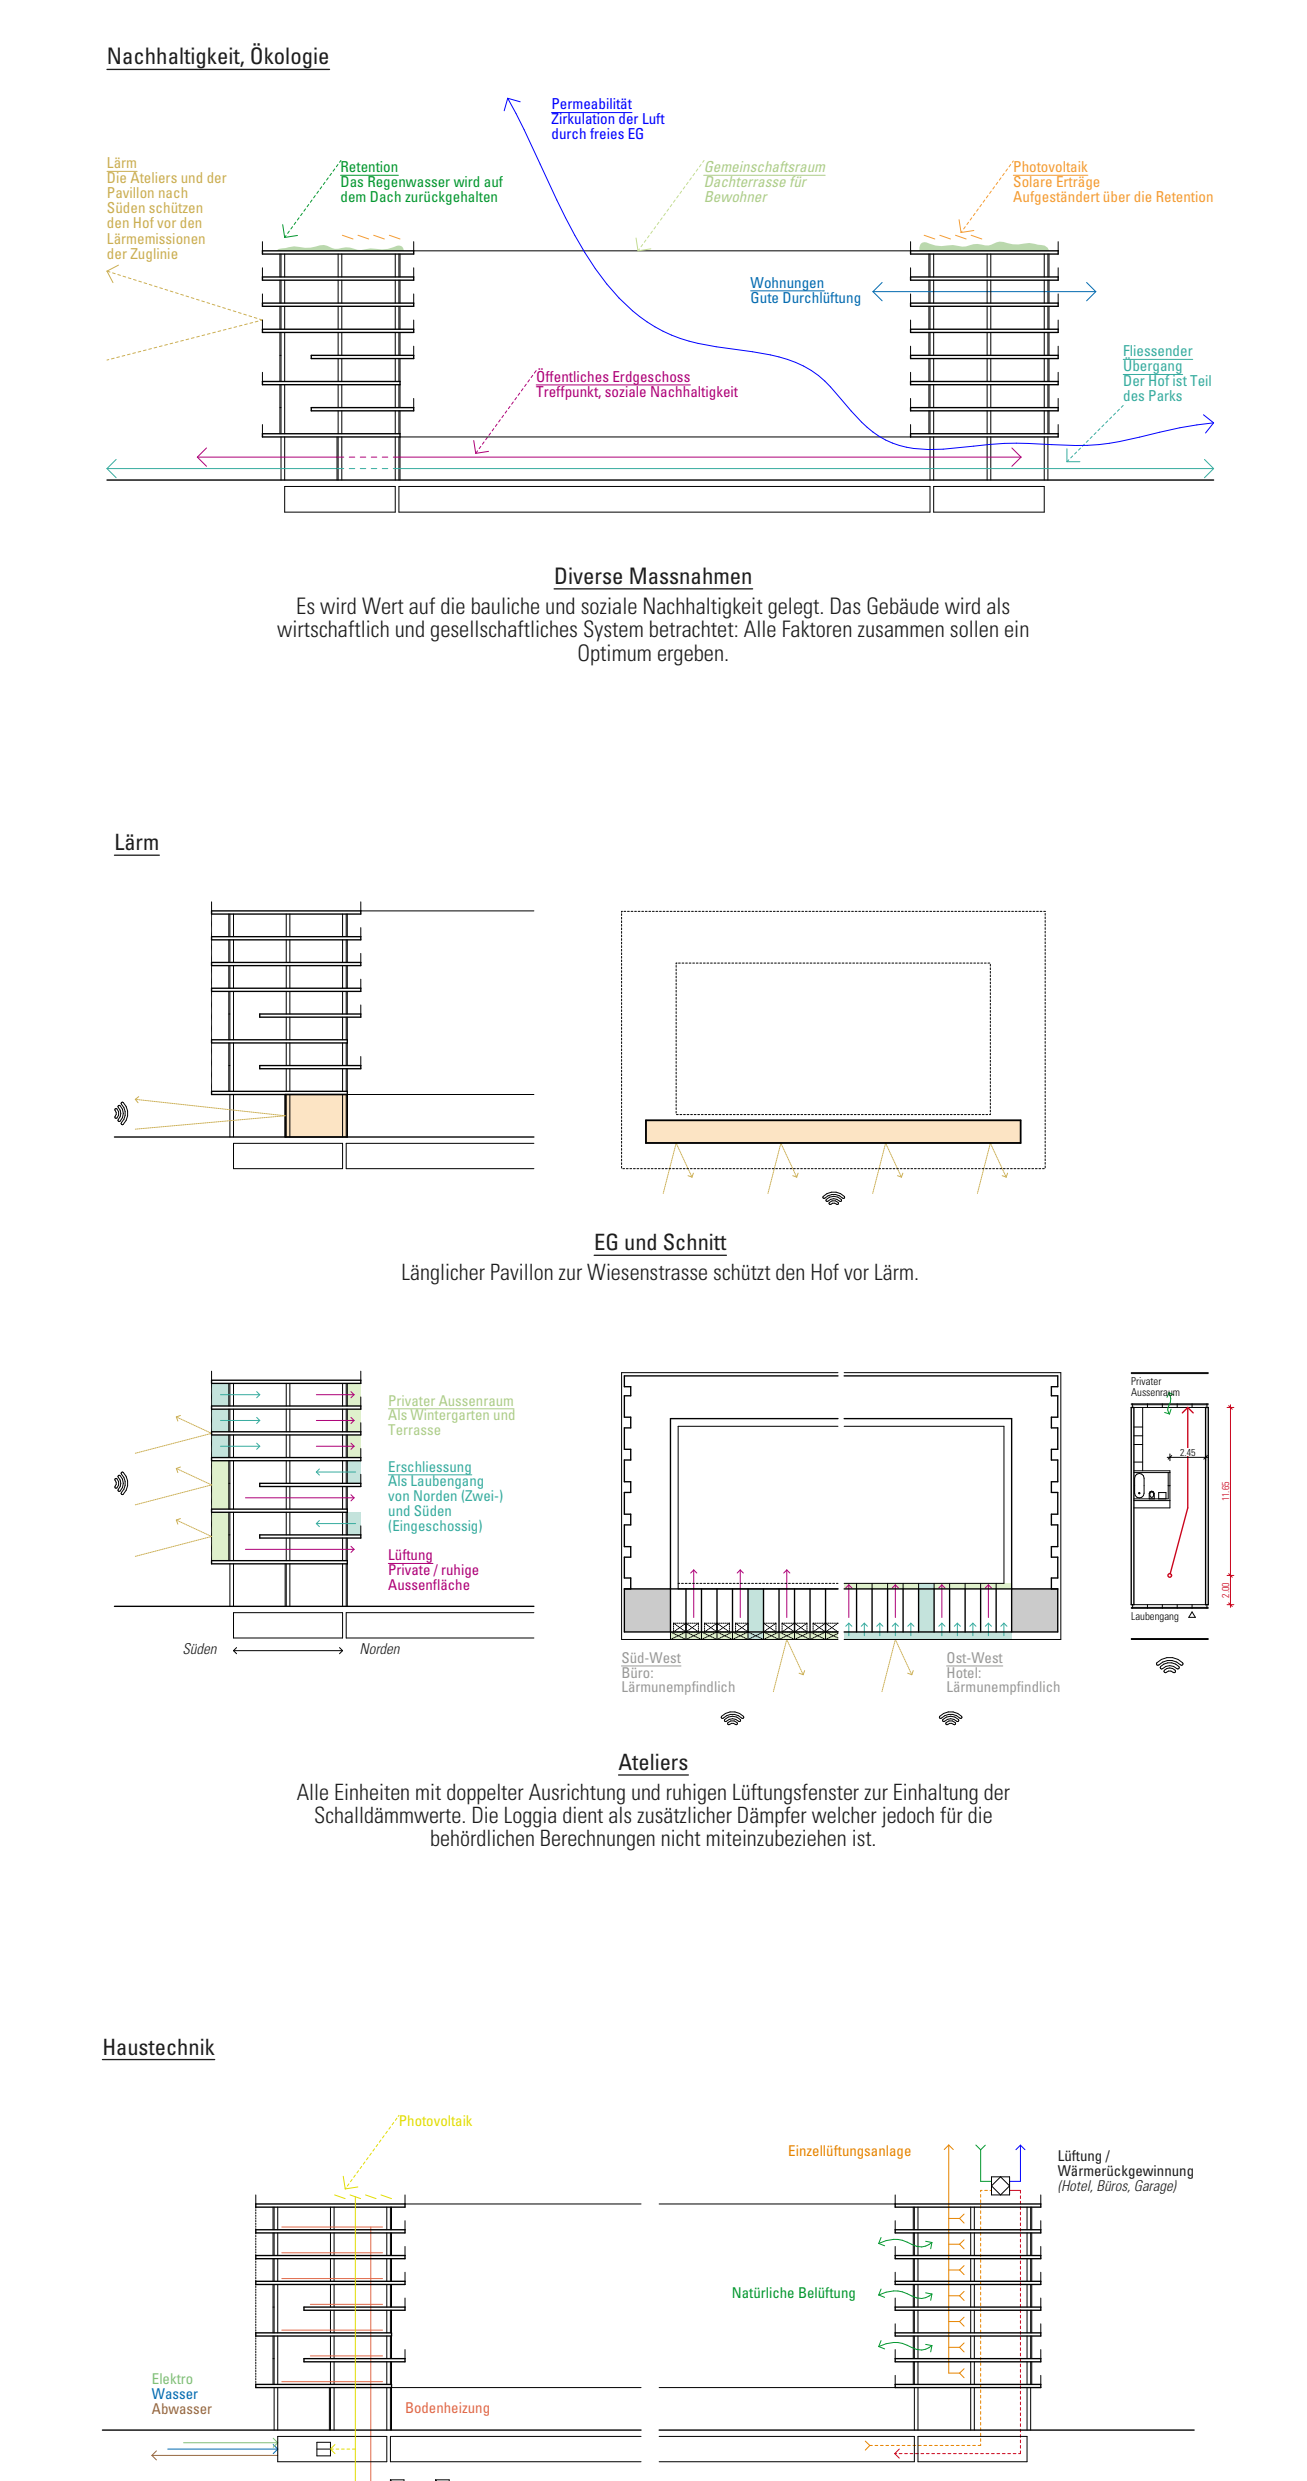 Nachhaltigkeit, Ökologie
Permeabilität
Zirkulation der Luft
durch freies EG
Lärm
Die Ateliers und der
Pavillon nach
Süden schützen
den Hof vor den
Lärmemissionen
der Zuglinie
Retention
Das Regenwasser wird auf
dem Dach zurückgehalten
Gemeinschaftsraum
Dachterrasse für
Bewohner
Photovoltaik
Solare Erträge
Aufgeständert über die Retention
Wohnungen
Gute Durchlüftung
Fliessender
Übergang
Der Hof ist Teil
des Parks
Öffentliches Erdgeschoss
Treffpunkt, soziale Nachhaltigkeit
Diverse Massnahmen
Es wird Wert auf die bauliche und soziale Nachhaltigkeit gelegt. Das Gebäude wird als
wirtschaftlich und gesellschaftliches System betrachtet: Alle Faktoren zusammen sollen ein
Optimum ergeben.
Lärm
EG und Schnitt
Länglicher Pavillon zur Wiesenstrasse schützt den Hof vor Lärm.
Privater Aussenraum
Als Wintergarten und
Terrasse
Erschliessung
Als Laubengang
von Norden (Zwei-)
und Süden
(Eingeschossig)
Lüftung
Private / ruhige
Aussenfläche
Süden
Norden
Süd-West
Büro:
Lärmunempfindlich
Ost-West
Hotel:
Lärmunempfindlich
Privater
Aussenraum
2.45
11.65
2.00
Laubengang
Ateliers
Alle Einheiten mit doppelter Ausrichtung und ruhigen Lüftungsfenster zur Einhaltung der
Schalldämmwerte. Die Loggia dient als zusätzlicher Dämpfer welcher jedoch für die
behördlichen Berechnungen nicht miteinzubeziehen ist.
Haustechnik
Photovoltaik
Einzellüftungsanlage
Lüftung /
Wärmerückgewinnung
(Hotel, Büros, Garage)
Natürliche Belüftung
Elektro
Wasser
Abwasser
Bodenheizung